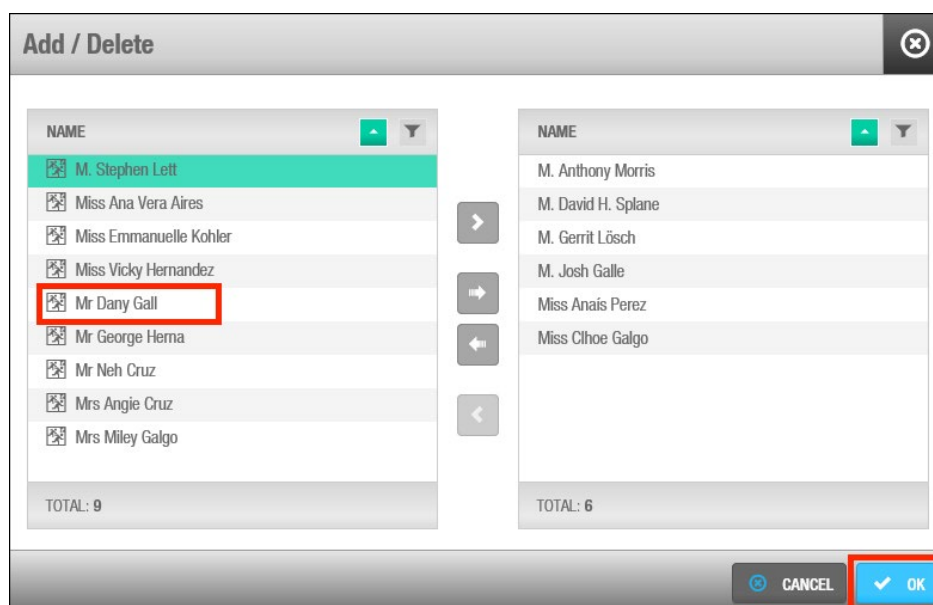 Add / Delete
NAME
M. Stephen Lett
Miss Ana Vera Aires
Miss Emmanuelle Kohler
Miss Vicky Hernandez
Mr Dany Gall
Mr George Herna
Mr Neh Cruz
Mrs Angie Cruz
Mrs Miley Galgo
TOTAL: 9
NAME
M. Anthony Morris
M. David H. Splane
M. Gerrit Lösch
M. Josh Galle
Miss Anaís Perez
Miss Clhoe Galgo
TOTAL: 6
CANCEL
OK